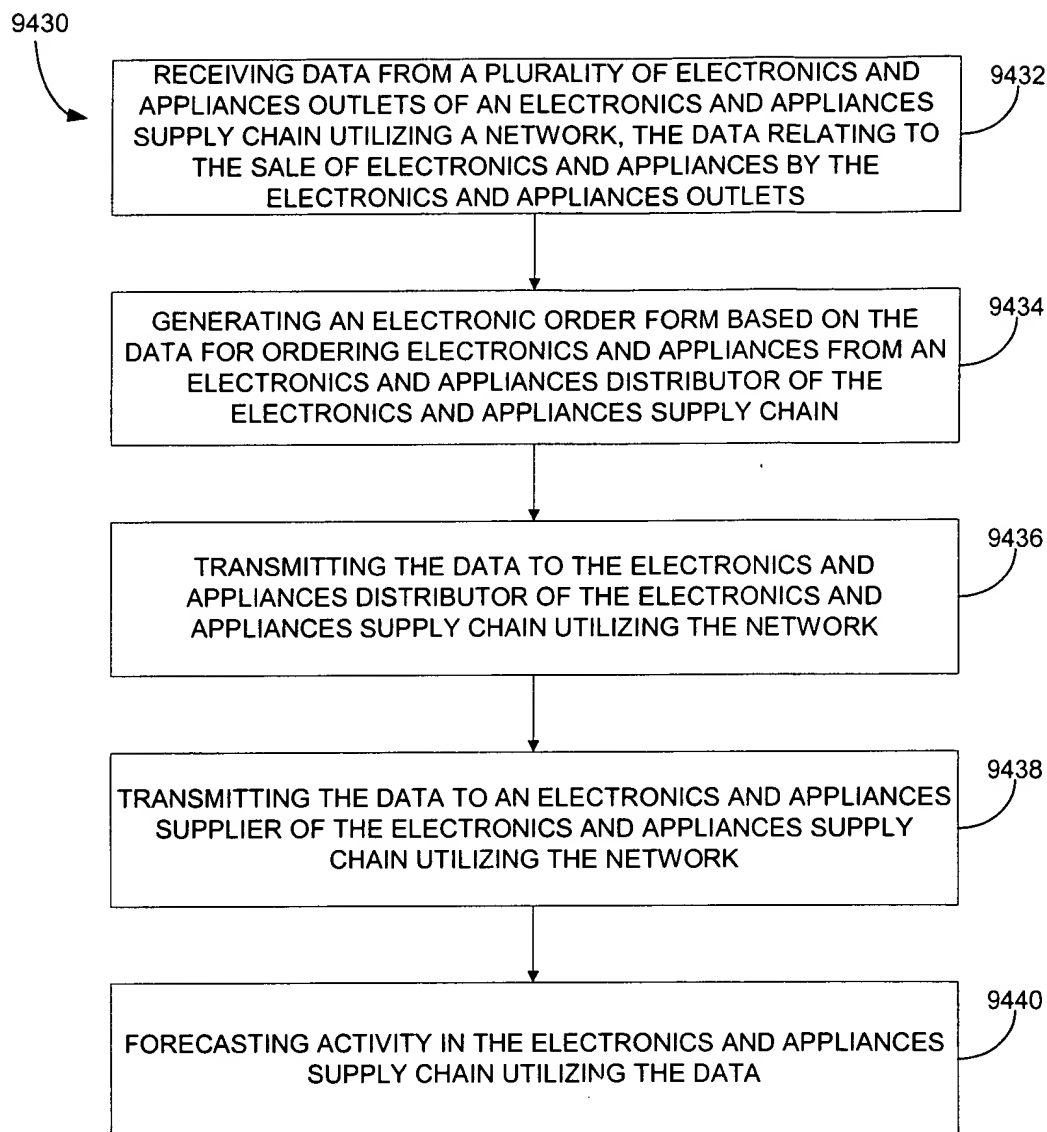 9430
RECEIVING DATA FROM A PLURALITY OF ELECTRONICS AND
APPLIANCES OUTLETS OF AN ELECTRONICS AND APPLIANCES
SUPPLY CHAIN UTILIZING A NETWORK, THE DATA RELATING TO
THE SALE OF ELECTRONICS AND APPLIANCES BY THE
ELECTRONICS AND APPLIANCES OUTLETS
9432
GENERATING AN ELECTRONIC ORDER FORM BASED ON THE
DATA FOR ORDERING ELECTRONICS AND APPLIANCES FROM AN
ELECTRONICS AND APPLIANCES DISTRIBUTOR OF THE
ELECTRONICS AND APPLIANCES SUPPLY CHAIN
9434
TRANSMITTING THE DATA TO THE ELECTRONICS AND
APPLIANCES DISTRIBUTOR OF THE ELECTRONICS AND
APPLIANCES SUPPLY CHAIN UTILIZING THE NETWORK
9436
TRANSMITTING THE DATA TO AN ELECTRONICS AND APPLIANCES
SUPPLIER OF THE ELECTRONICS AND APPLIANCES SUPPLY
CHAIN UTILIZING THE NETWORK
9438
FORECASTING ACTIVITY IN THE ELECTRONICS AND APPLIANCES
SUPPLY CHAIN UTILIZING THE DATA
9440